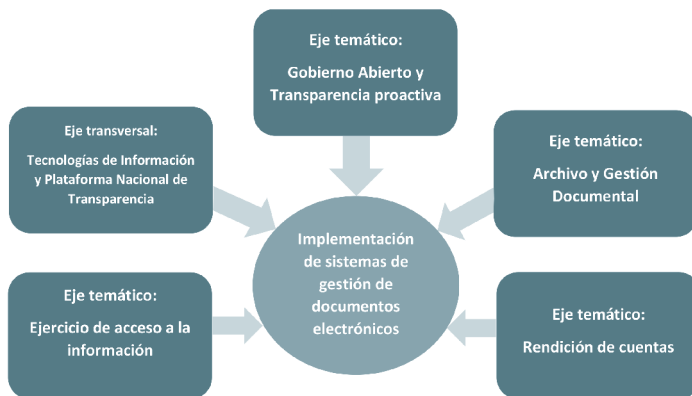 Eje temático:
Gobierno Abierto y
Transparencia proactiva
Eje transversal:
Tecnologías de Información
y Plataforma Nacional de
Transparencia
Eje temático:
Archivo y Gestión
Documental
Implementación
de sistemas de
gestión de
documentos
electrónicos
Eje temático:
Ejercicio de acceso a la
información
Eje temático:
Rendición de cuentas